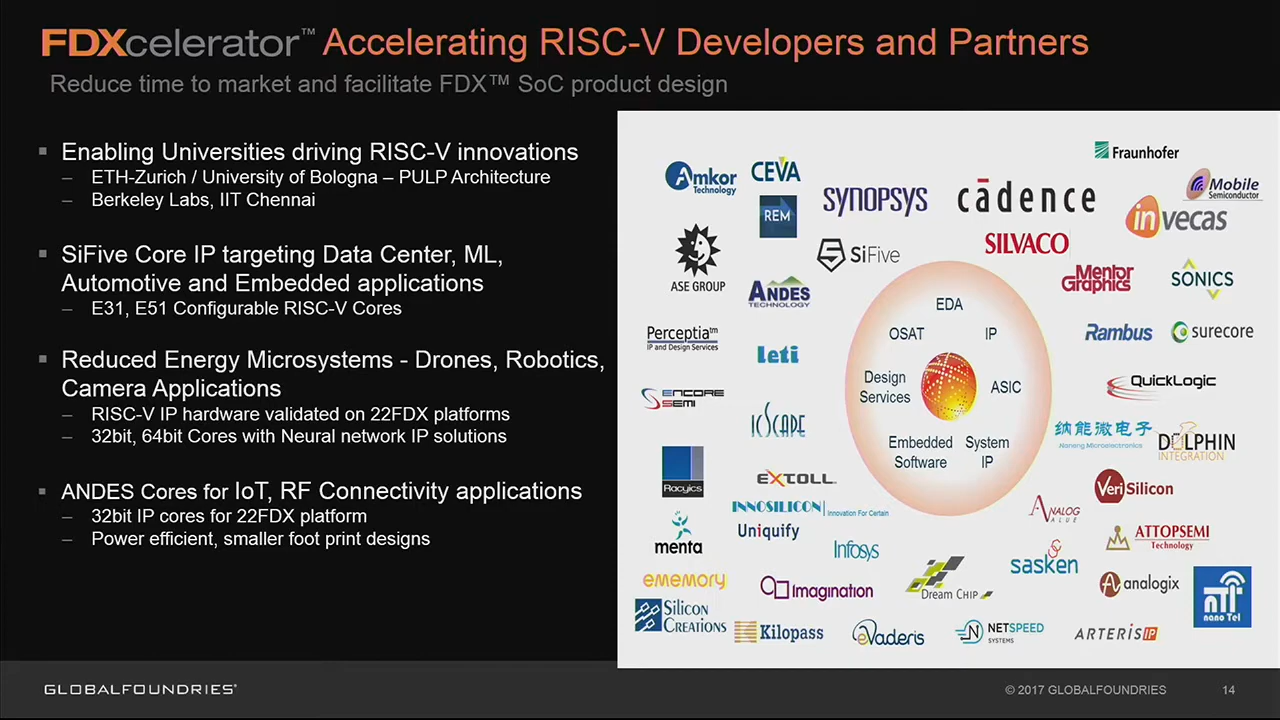 FDXcelerator™ Accelerating RISC-V Developers and Partners
Reduce time to market and facilitate FDX™ SoC product design
Enabling Universities driving RISC-V innovations
– ETH-Zurich / University of Bologna – PULP Architecture
– Berkeley Labs, IIT Chennai
SiFive Core IP targeting Data Center, ML,
Automotive and Embedded applications
– E31, E51 Configurable RISC-V Cores
Reduced Energy Microsystems - Drones, Robotics,
Camera Applications
– RISC-V IP hardware validated on 22FDX platforms
– 32bit, 64bit Cores with Neural network IP solutions
ANDES Cores for IoT, RF Connectivity applications
– 32bit IP cores for 22FDX platform
– Power efficient, smaller foot print designs
Amkor
Technology
CEVA
REM
SYNOPSYS
cādence
Fraunhofer
Mobile
Semiconductor
invecas
ASE GROUP
SiFive
SILVACO
ANDES
TECHNOLOGY
Mentor
Graphics
SONICS
Perceptia™
IP and Design Services
Leti
Rambus
surecore
ENCORE
SEMI
ICSCAPE
QuickLogic
EDA
OSAT
IP
Design
Services
ASIC
Embedded
Software
System
IP
纳能微电子
Naneng Microelectronics
DOLPHIN
INTEGRATION
Racyics
EXTOLL
VeriSilicon
INNOSILICON | Innovation For Certain
ANALOG
VALUE
menta
Uniquify
Infosys
sasken
ATTOPSEMI
Technology
ememory
Imagination
DREAM CHIP
analogix
nTT
nano Tel
SILICON
CREATIONS
Kilopass
eVaderis
NETSPEED
SYSTEMS
ARTERIS IP
GLOBALFOUNDRIES®
© 2017 GLOBALFOUNDRIES
14